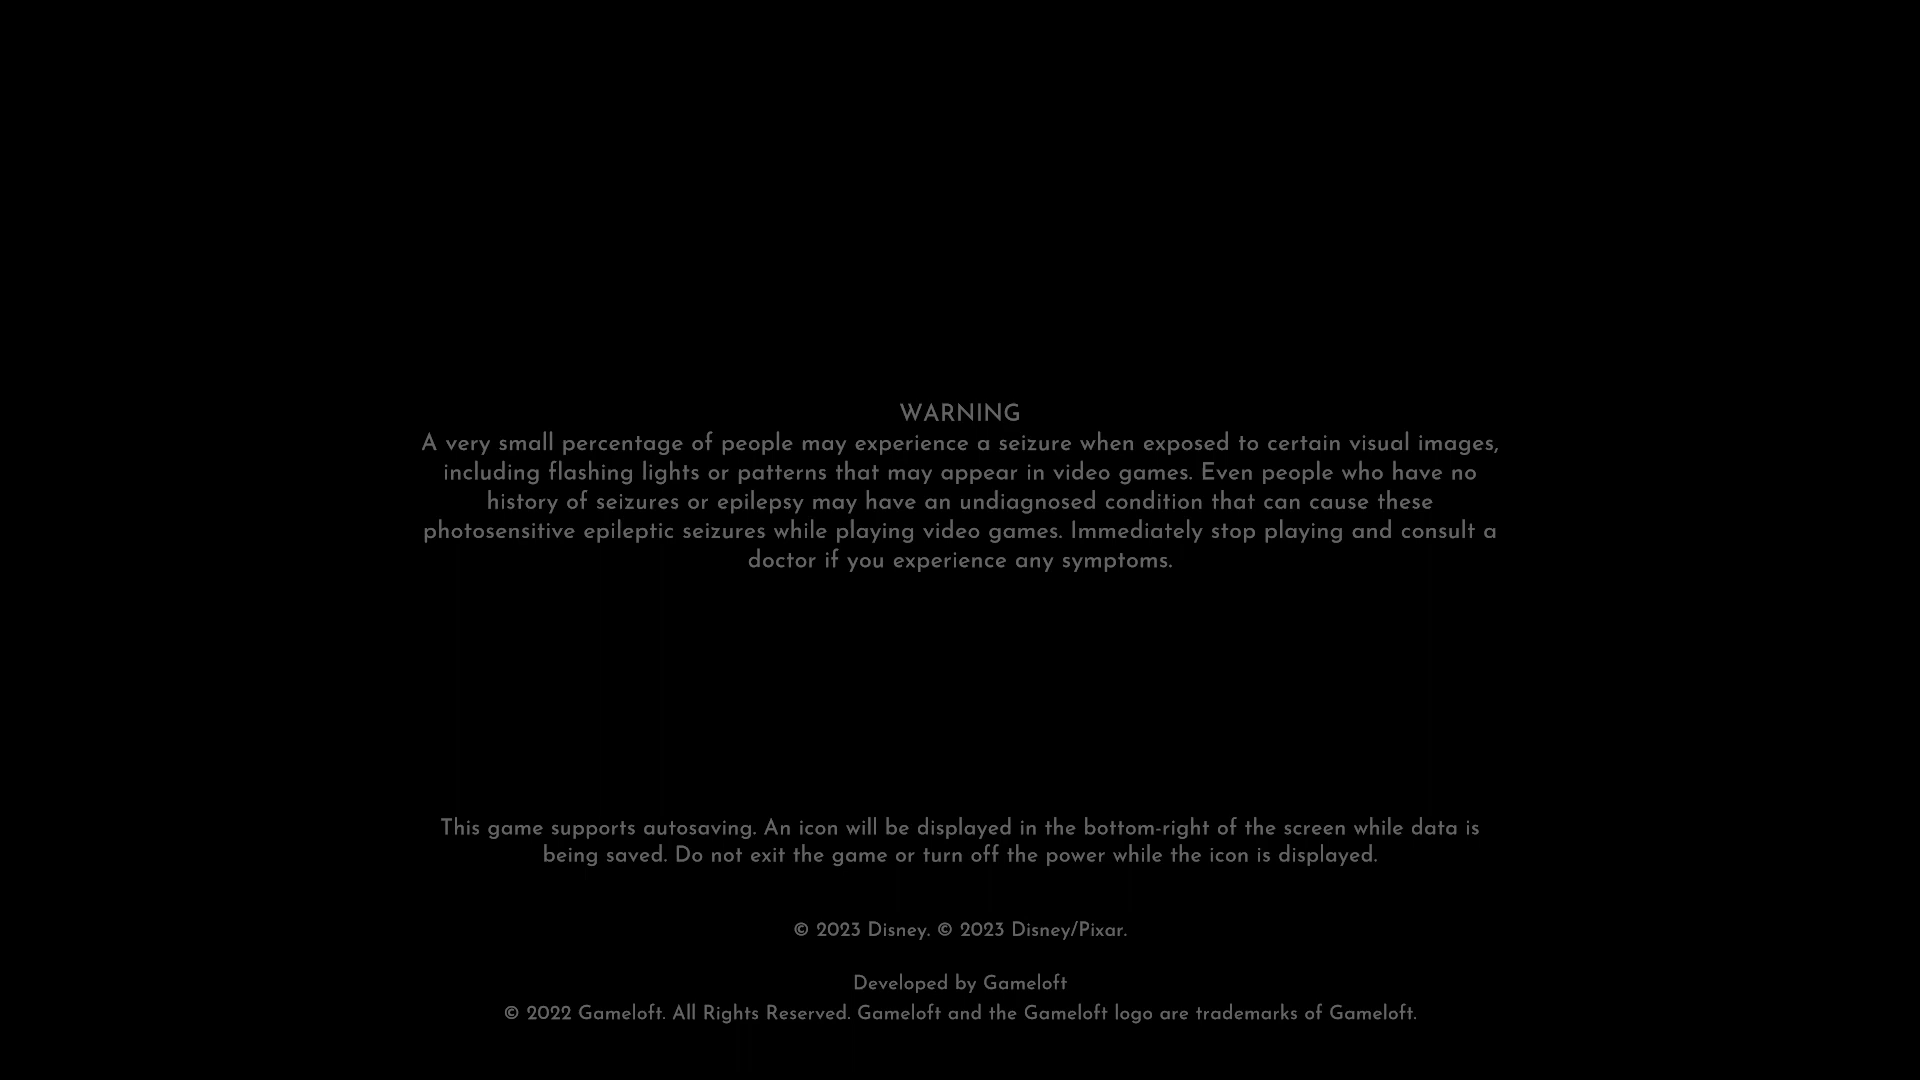 WARNING
A very small percentage of people may experience a seizure when exposed to certain visual images,
including flashing lights or patterns that may appear in video games. Even people who have no
history of seizures or epilepsy may have an undiagnosed condition that can cause these
photosensitive epileptic seizures while playing video games. Immediately stop playing and consult a
doctor if you experience any symptoms.
This game supports autosaving. An icon will be displayed in the bottom-right of the screen while data is
being saved. Do not exit the game or turn off the power while the icon is displayed.
© 2023 Disney. © 2023 Disney/Pixar.
Developed by Gameloft
© 2022 Gameloft. All Rights Reserved. Gameloft and the Gameloft logo are trademarks of Gameloft.